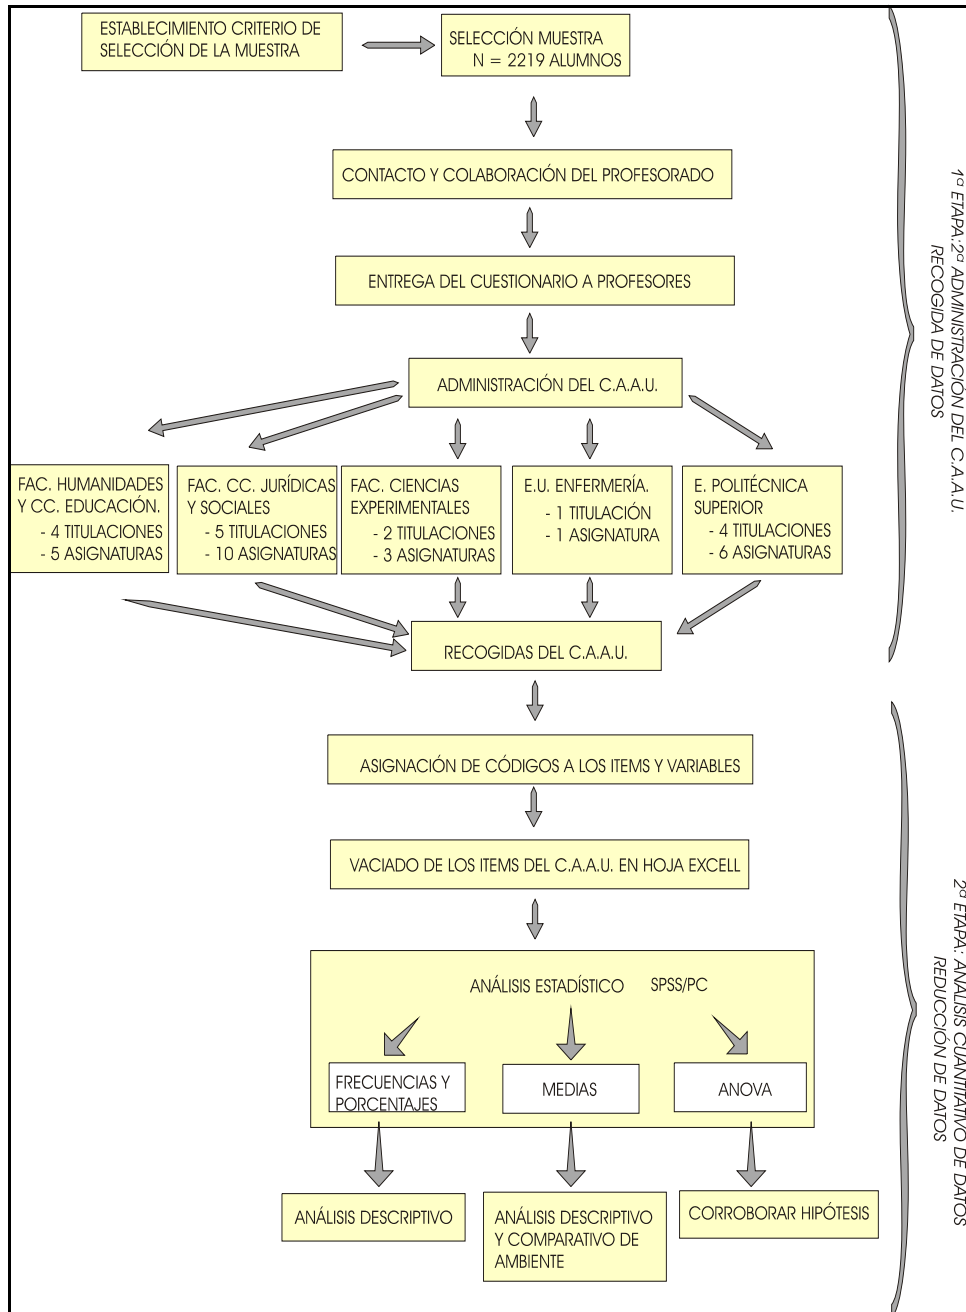 ESTABLECIMIENTO CRITERIO DE
SELECCIÓN DE LA MUESTRA
SELECCIÓN MUESTRA
N = 2219 ALUMNOS
CONTACTO Y COLABORACIÓN DEL PROFESORADO
ENTREGA DEL CUESTIONARIO A PROFESORES
ADMINISTRACIÓN DEL C.A.A.U.
FAC. HUMANIDADES
Y CC. EDUCACIÓN.
- 4 TITULACIONES
- 5 ASIGNATURAS
FAC. CC. JURÍDICAS
Y SOCIALES
- 5 TITULACIONES
- 10 ASIGNATURAS
FAC. CIENCIAS
EXPERIMENTALES
- 2 TITULACIONES
- 3 ASIGNATURAS
E.U. ENFERMERÍA.
- 1 TITULACIÓN
- 1 ASIGNATURA
E. POLITÉCNICA
SUPERIOR
- 4 TITULACIONES
- 6 ASIGNATURAS
RECOGIDAS DEL C.A.A.U.
1ª ETAPA:2ª ADMINISTRACIÓN DEL C.A.A.U.
RECOGIDA DE DATOS
ASIGNACIÓN DE CÓDIGOS A LOS ITEMS Y VARIABLES
VACIADO DE LOS ITEMS DEL C.A.A.U. EN HOJA EXCELL
ANÁLISIS ESTADÍSTICO SPSS/PC
FRECUENCIAS Y
PORCENTAJES
MEDIAS
ANOVA
ANÁLISIS DESCRIPTIVO
ANÁLISIS DESCRIPTIVO
Y COMPARATIVO DE
AMBIENTE
CORROBORAR HIPÓTESIS
2ª ETAPA: ANÁLISIS CUANTITATIVO DE DATOS
REDUCCIÓN DE DATOS